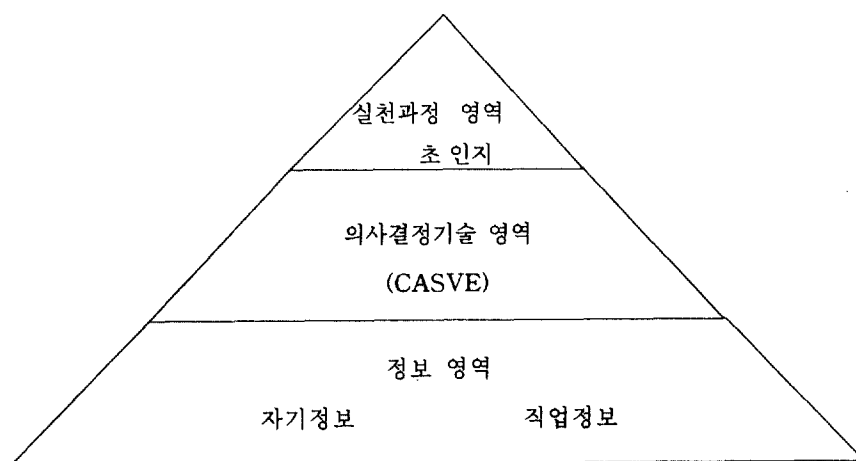 실천과정 영역
초 인지
의사결정기술 영역
(CASVE)
정보 영역
자기정보 직업정보